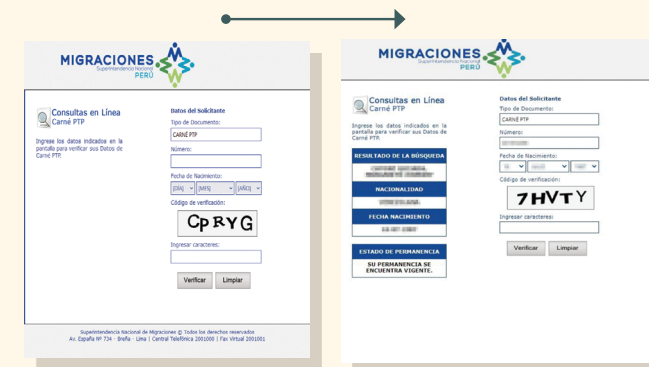 MIGRACIONES
Superintendencia Nacional
PERÚ
Consultas en Línea
Carné PTP
Ingrese los datos indicados en la
pantalla para verificar sus Datos de
Carné PTP.
Datos del Solicitante
Tipo de Documento:
CARNÉ PTP
Número:
Fecha de Nacimiento:
[DÍA] [MES] [AÑO]
Código de verificación:
CPRYG
Ingresar caracteres:
Verificar Limpiar
Superintendencia Nacional de Migraciones @ Todos los derechos reservados
Av. España Nº 734 - Breña - Lima | Central Telefónica 2001000 | Fax Virtual 2001001
MIGRACIONES
Superintendencia Nacional
PERÚ
Consultas en Línea
Carné PTP
Ingrese los datos indicados en la
pantalla para verificar sus Datos de
Carné PTP.
RESULTADO DE LA BÚSQUEDA
NACIONALIDAD
FECHA NACIMIENTO
ESTADO DE PERMANENCIA
SU PERMANENCIA SE
ENCUENTRA VIGENTE.
Datos del Solicitante
Tipo de Documento:
CARNÉ PTP
Número:
Fecha de Nacimiento:
Código de verificación:
7HVTY
Ingresar caracteres:
Verificar Limpiar